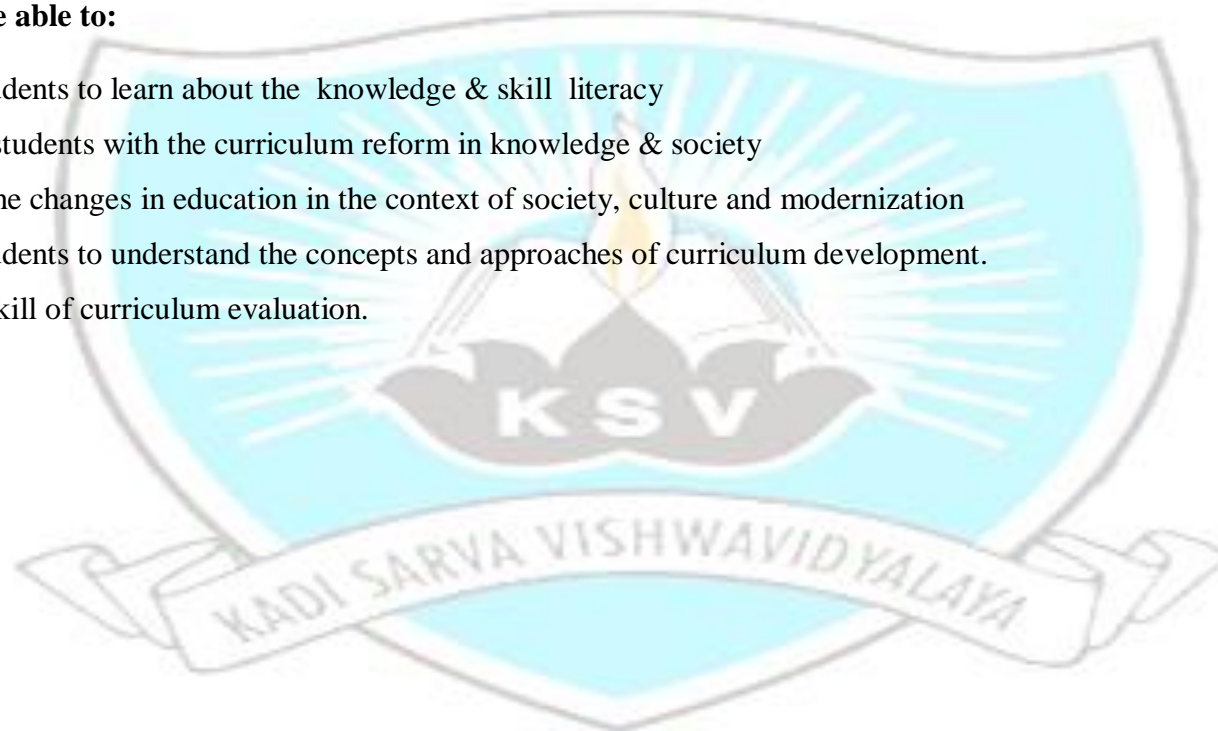 e able to:
dents to learn about the knowledge & skill literacy
students with the curriculum reform in knowledge & society
he changes in education in the context of society, culture and modernization
dents to understand the concepts and approaches of curriculum development.
kill of curriculum evaluation.
KSV
KADI SARVA VISHWAVIDYALAYA